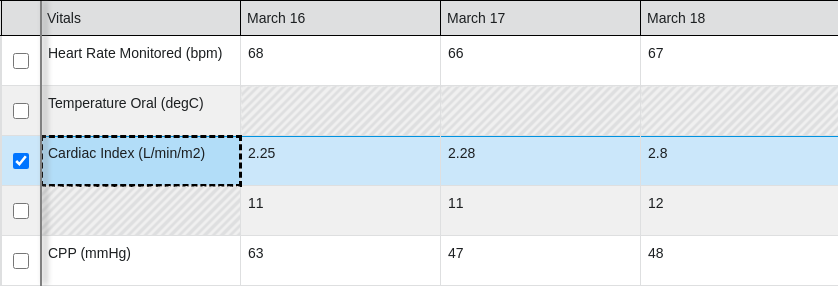 Vitals March 16 March 17 March 18
Heart Rate Monitored (bpm) 68 66 67
Temperature Oral (degC)
Cardiac Index (L/min/m2) 2.25 2.28 2.8
11 11 12
CPP (mmHg) 63 47 48